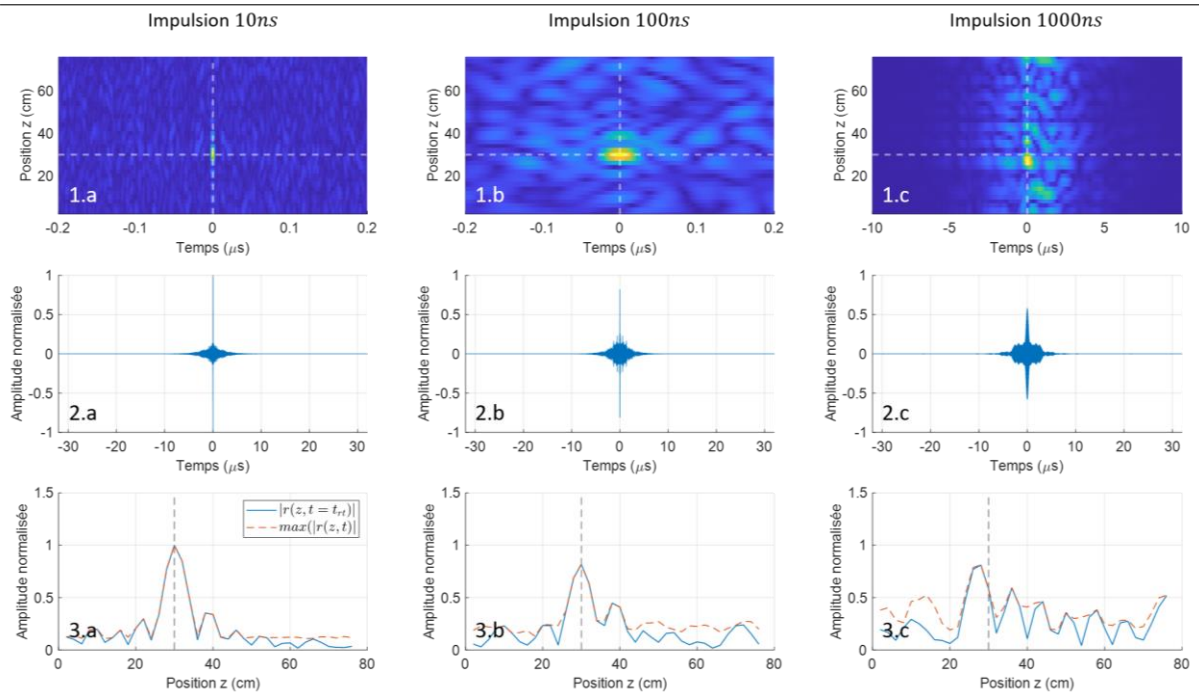 Impulsion 10ns
Impulsion 100ns
Impulsion 1000ns
Position z (cm)
60
40
20
1.a
-0.2
-0.1
0
0.1
0.2
Temps (μs)
Position z (cm)
60
40
20
1.b
-0.2
-0.1
0
0.1
0.2
Temps (μs)
Position z (cm)
60
40
20
1.c
-10
-5
0
5
10
Temps (μs)
Amplitude normalisée
1
0.5
0
-0.5
-1
2.a
-30
-20
-10
0
10
20
30
Temps (μs)
Amplitude normalisée
1
0.5
0
-0.5
-1
2.b
-30
-20
-10
0
10
20
30
Temps (μs)
Amplitude normalisée
1
0.5
0
-0.5
-1
2.c
-30
-20
-10
0
10
20
30
Temps (μs)
Amplitude normalisée
1.5
1
0.5
0
|r(z, t = t_rt)|
max(|r(z, t)|
3.a
0
20
40
60
80
Position z (cm)
Amplitude normalisée
1.5
1
0.5
0
3.b
0
20
40
60
80
Position z (cm)
Amplitude normalisée
1.5
1
0.5
0
3.c
0
20
40
60
80
Position z (cm)